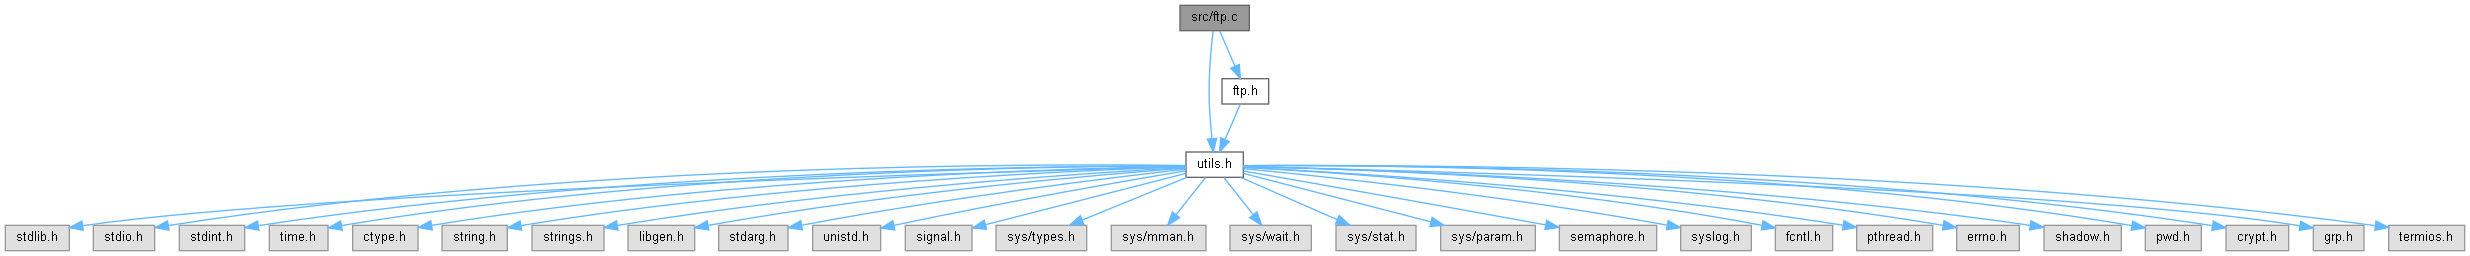 src/ftp.c
ftp.h
utils.h
stdlib.h
stdio.h
stdint.h
time.h
ctype.h
string.h
strings.h
libgen.h
stdarg.h
unistd.h
signal.h
sys/types.h
sys/mman.h
sys/wait.h
sys/stat.h
sys/param.h
semaphore.h
syslog.h
fcntl.h
pthread.h
errno.h
shadow.h
pwd.h
crypt.h
grp.h
termios.h